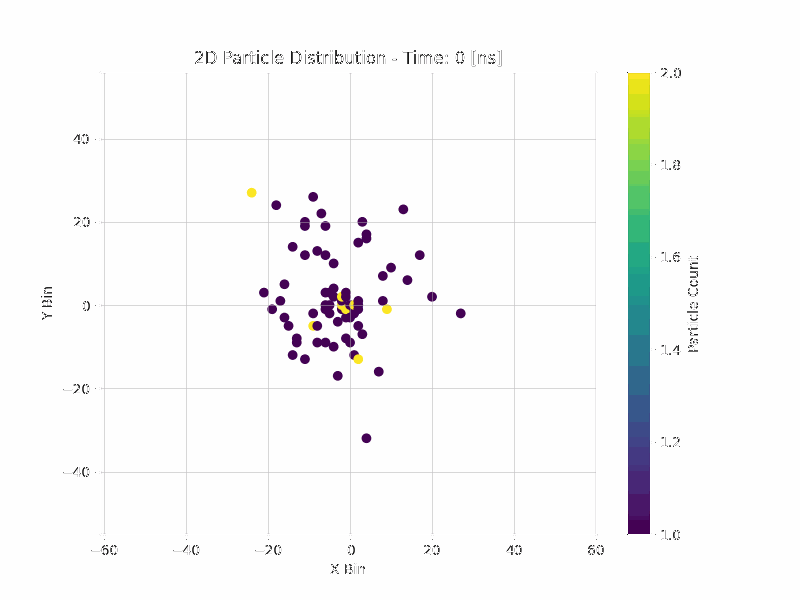 2D Particle Distribution - Time: 0 [ns]
40
20
0
−20
−40
Y Bin
−60 −40 −20 0 20 40 60
X Bin
2.0
1.8
1.6
1.4
1.2
1.0
Particle Count